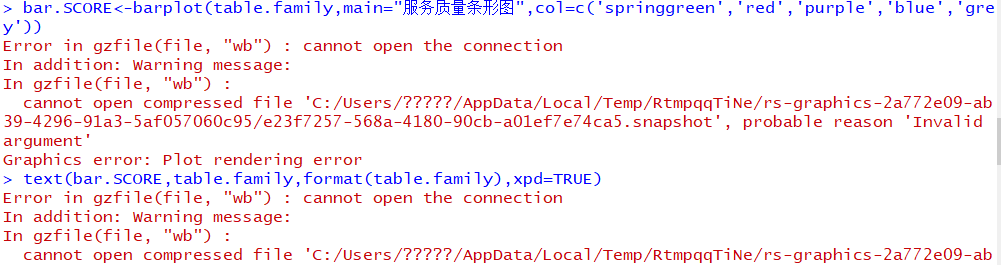 > bar.SCORE<-barplot(table.family,main="服务质量条形图",col=c('springgreen','red','purple','blue','gre
y'))
Error in gzfile(file, "wb") : cannot open the connection
In addition: Warning message:
In gzfile(file, "wb") :
  cannot open compressed file 'C:/Users/?????/AppData/Local/Temp/RtmpqqTiNe/rs-graphics-2a772e09-ab
39-4296-91a3-5af057060c95/e23f7257-568a-4180-90cb-a01ef7e74ca5.snapshot', probable reason 'Invalid
argument'
Graphics error: Plot rendering error
> text(bar.SCORE,table.family,format(table.family),xpd=TRUE)
Error in gzfile(file, "wb") : cannot open the connection
In addition: Warning message:
In gzfile(file, "wb") :
  cannot open compressed file 'C:/Users/?????/AppData/Local/Temp/RtmpqqTiNe/rs-graphics-2a772e09-ab